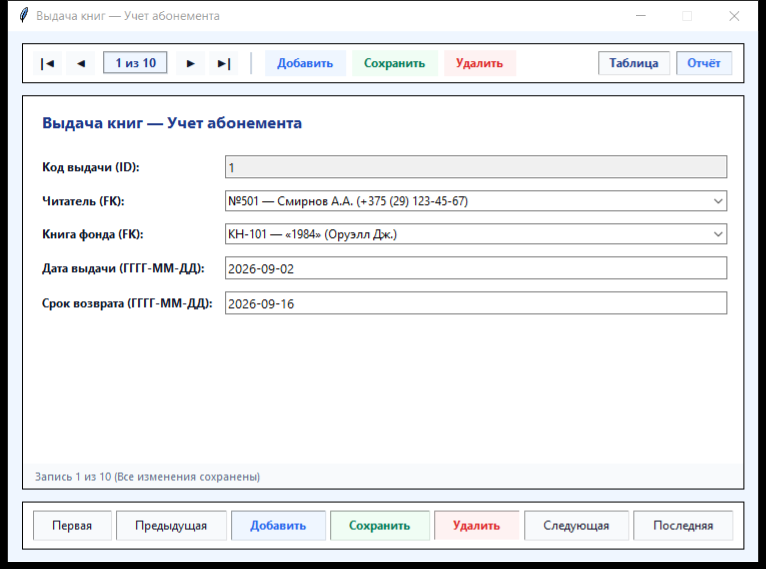 Выдача книг — Учет абонемента
1 из 10 Добавить Сохранить Удалить Таблица Отчёт
Выдача книг — Учет абонемента
Код выдачи (ID): 1
Читатель (FK): №501 — Смирнов А.А. (+375 (29) 123-45-67)
Книга фонда (FK): КН-101 — «1984» (Оруэлл Дж.)
Дата выдачи (ГГГГ-ММ-ДД): 2026-09-02
Срок возврата (ГГГГ-ММ-ДД): 2026-09-16
Запись 1 из 10 (Все изменения сохранены)
Первая Предыдущая Добавить Сохранить Удалить Следующая Последняя